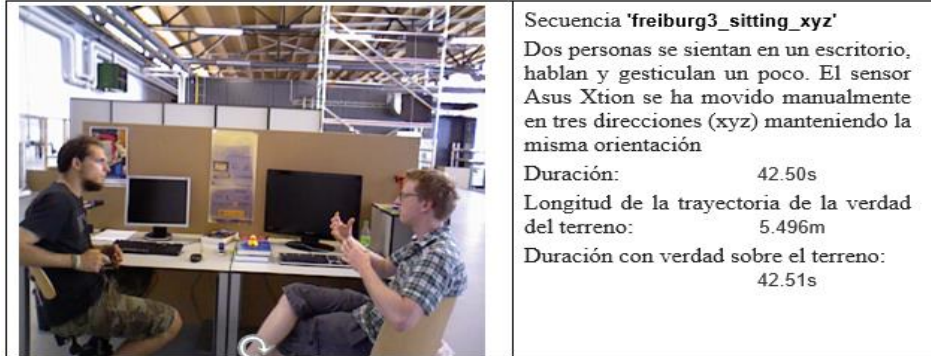 Secuencia 'freiburg3_sitting_xyz'
Dos personas se sientan en un escritorio,
hablan y gesticulan un poco. El sensor
Asus Xtion se ha movido manualmente
en tres direcciones (xyz) manteniendo la
misma orientación
Duración: 42.50s
Longitud de la trayectoria de la verdad
del terreno: 5.496m
Duración con verdad sobre el terreno:
42.51s